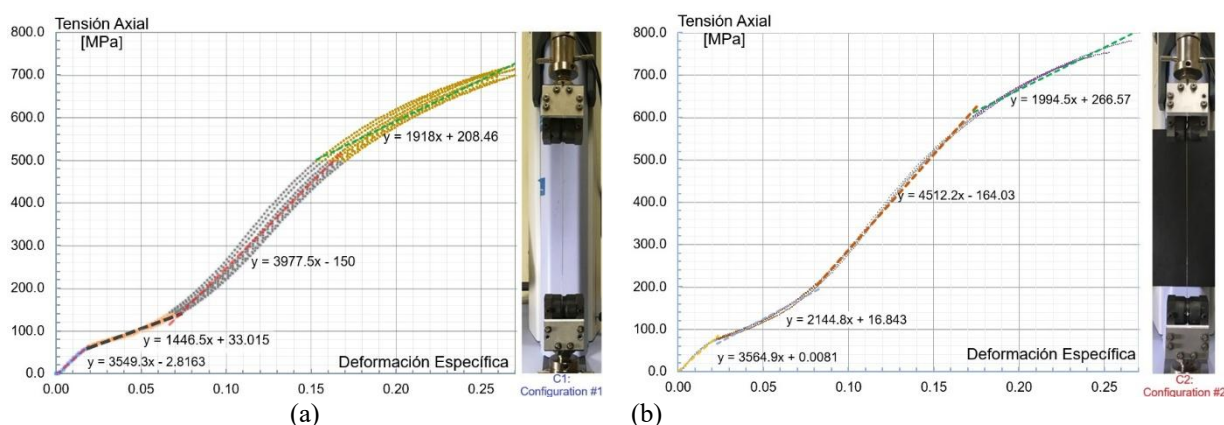 Tensión Axial
[MPa]
800.0
700.0
600.0
500.0
400.0
300.0
200.0
100.0
0.0
0.00
0.05
0.10
0.15
0.20
0.25
y = 1918x + 208.46
y = 3977.5x - 150
y = 1446.5x + 33.015
y = 3549.3x - 2.8163
Deformación Específica
C1:
Configuration #1
(a)
Tensión Axial
[MPa]
800.0
700.0
600.0
500.0
400.0
300.0
200.0
100.0
0.0
0.00
0.05
0.10
0.15
0.20
0.25
y = 1994.5x + 266.57
y = 4512.2x - 164.03
y = 2144.8x + 16.843
y = 3564.9x + 0.0081
Deformación Específica
C2:
Configuration #2
(b)